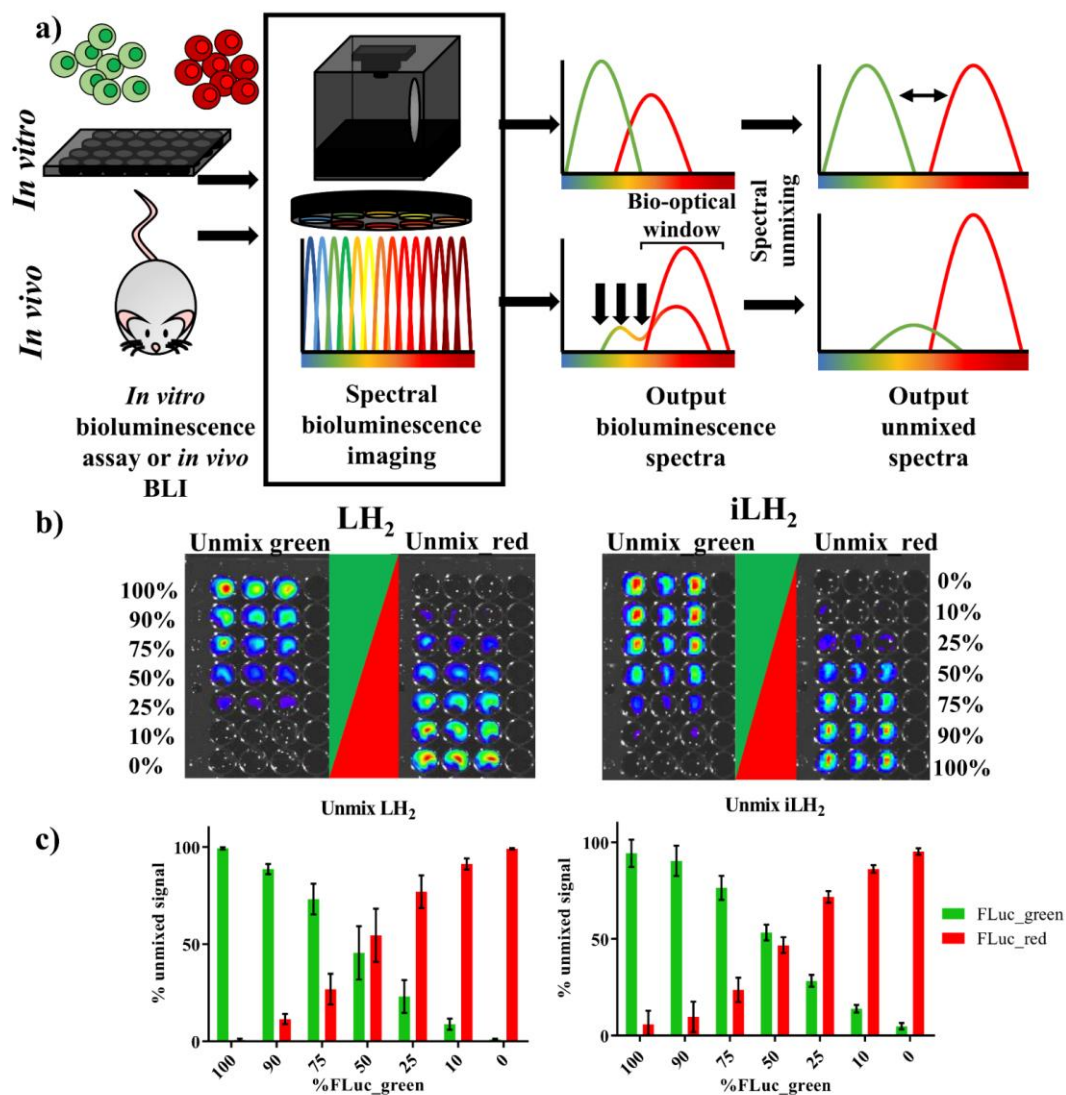 a)
In vitro
In vivo
Bio-optical
window
Spectral
unmixing
In vitro
bioluminescence
assay or in vivo
BLI
Spectral
bioluminescence
imaging
Output
bioluminescence
spectra
Output
unmixed
spectra
b)
LH₂
Unmix green
Unmix_red
100%
90%
75%
50%
25%
10%
0%
iLH₂
Unmix_green
Unmix_red
0%
10%
25%
50%
75%
90%
100%
c)
Unmix LH₂
% unmixed signal
100
50
0
100
90
75
50
25
10
0
%FLuc_green
Unmix iLH₂
% unmixed signal
100
50
0
100
90
75
50
25
10
0
%FLuc_green
FLuc_green
FLuc_red